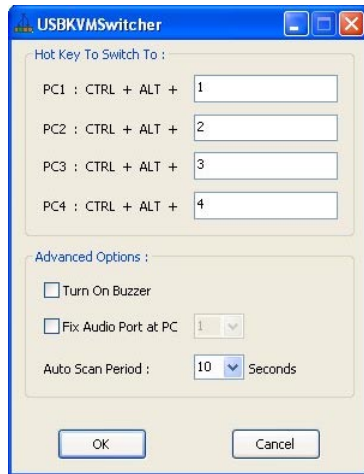 USBKVMSwitcher
Hot Key To Switch To :
PC1 : CTRL + ALT + 1
PC2 : CTRL + ALT + 2
PC3 : CTRL + ALT + 3
PC4 : CTRL + ALT + 4
Advanced Options :
Turn On Buzzer
Fix Audio Port at PC 1
Auto Scan Period : 10 Seconds
OK Cancel